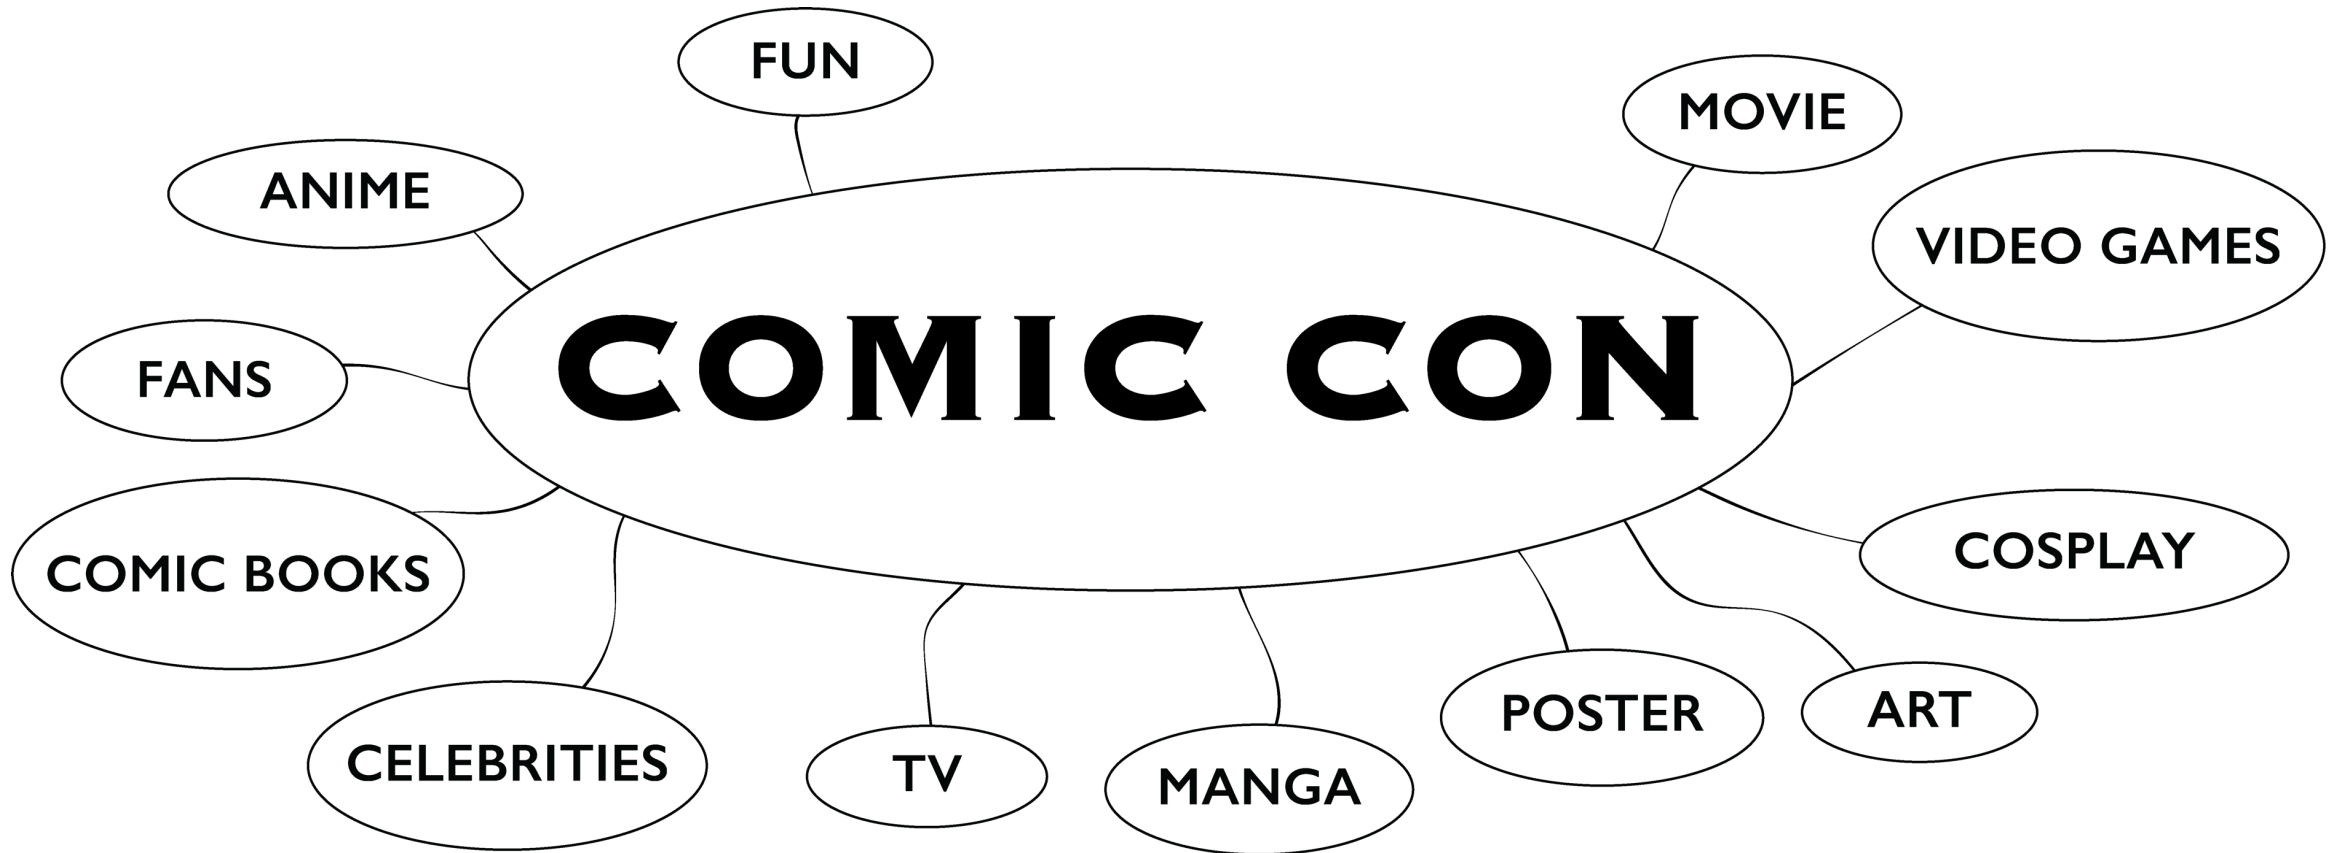 FUN
MOVIE
ANIME
VIDEO GAMES
COMIC CON
FANS
COMIC BOOKS
COSPLAY
CELEBRITIES
TV
MANGA
POSTER
ART